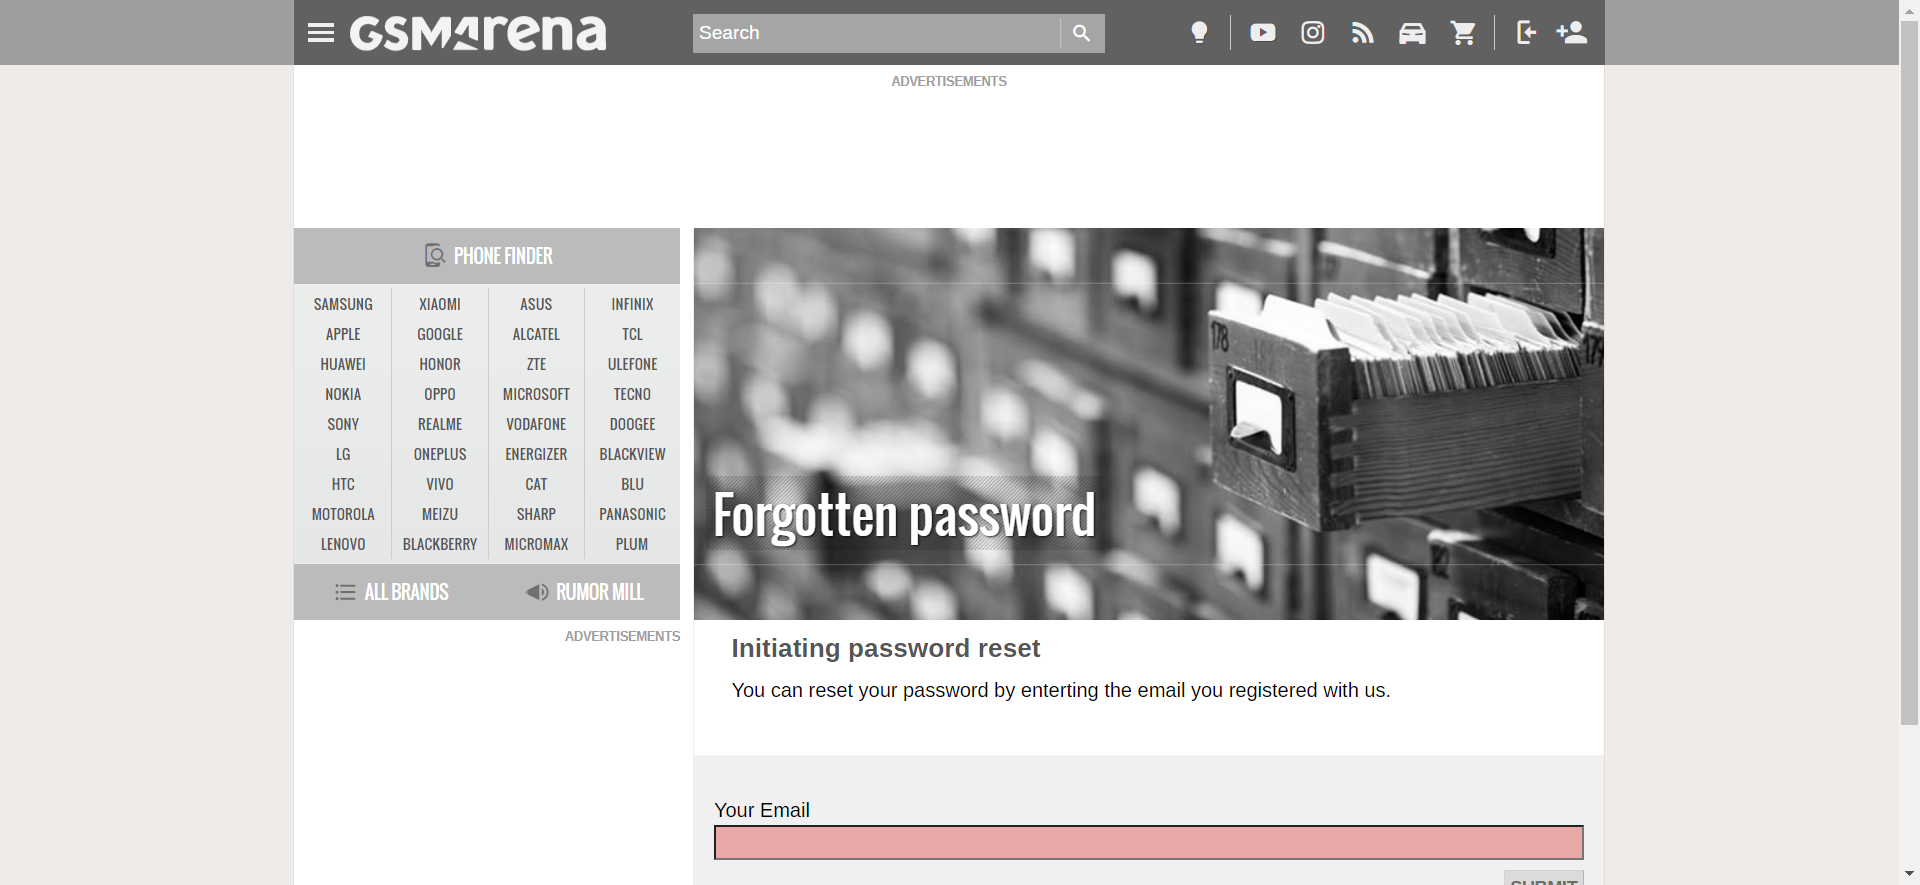 GSMarena
Search
ADVERTISEMENTS
PHONE FINDER
SAMSUNG XIAOMI ASUS INFINIX
APPLE GOOGLE ALCATEL TCL
HUAWEI HONOR ZTE ULEFONE
NOKIA OPPO MICROSOFT TECNO
SONY REALME VODAFONE DOOGEE
LG ONEPLUS ENERGIZER BLACKVIEW
HTC VIVO CAT BLU
MOTOROLA MEIZU SHARP PANASONIC
LENOVO BLACKBERRY MICROMAX PLUM
ALL BRANDS RUMOR MILL
ADVERTISEMENTS
178
Forgotten password
Initiating password reset
You can reset your password by enterting the email you registered with us.
Your Email
SUBMIT